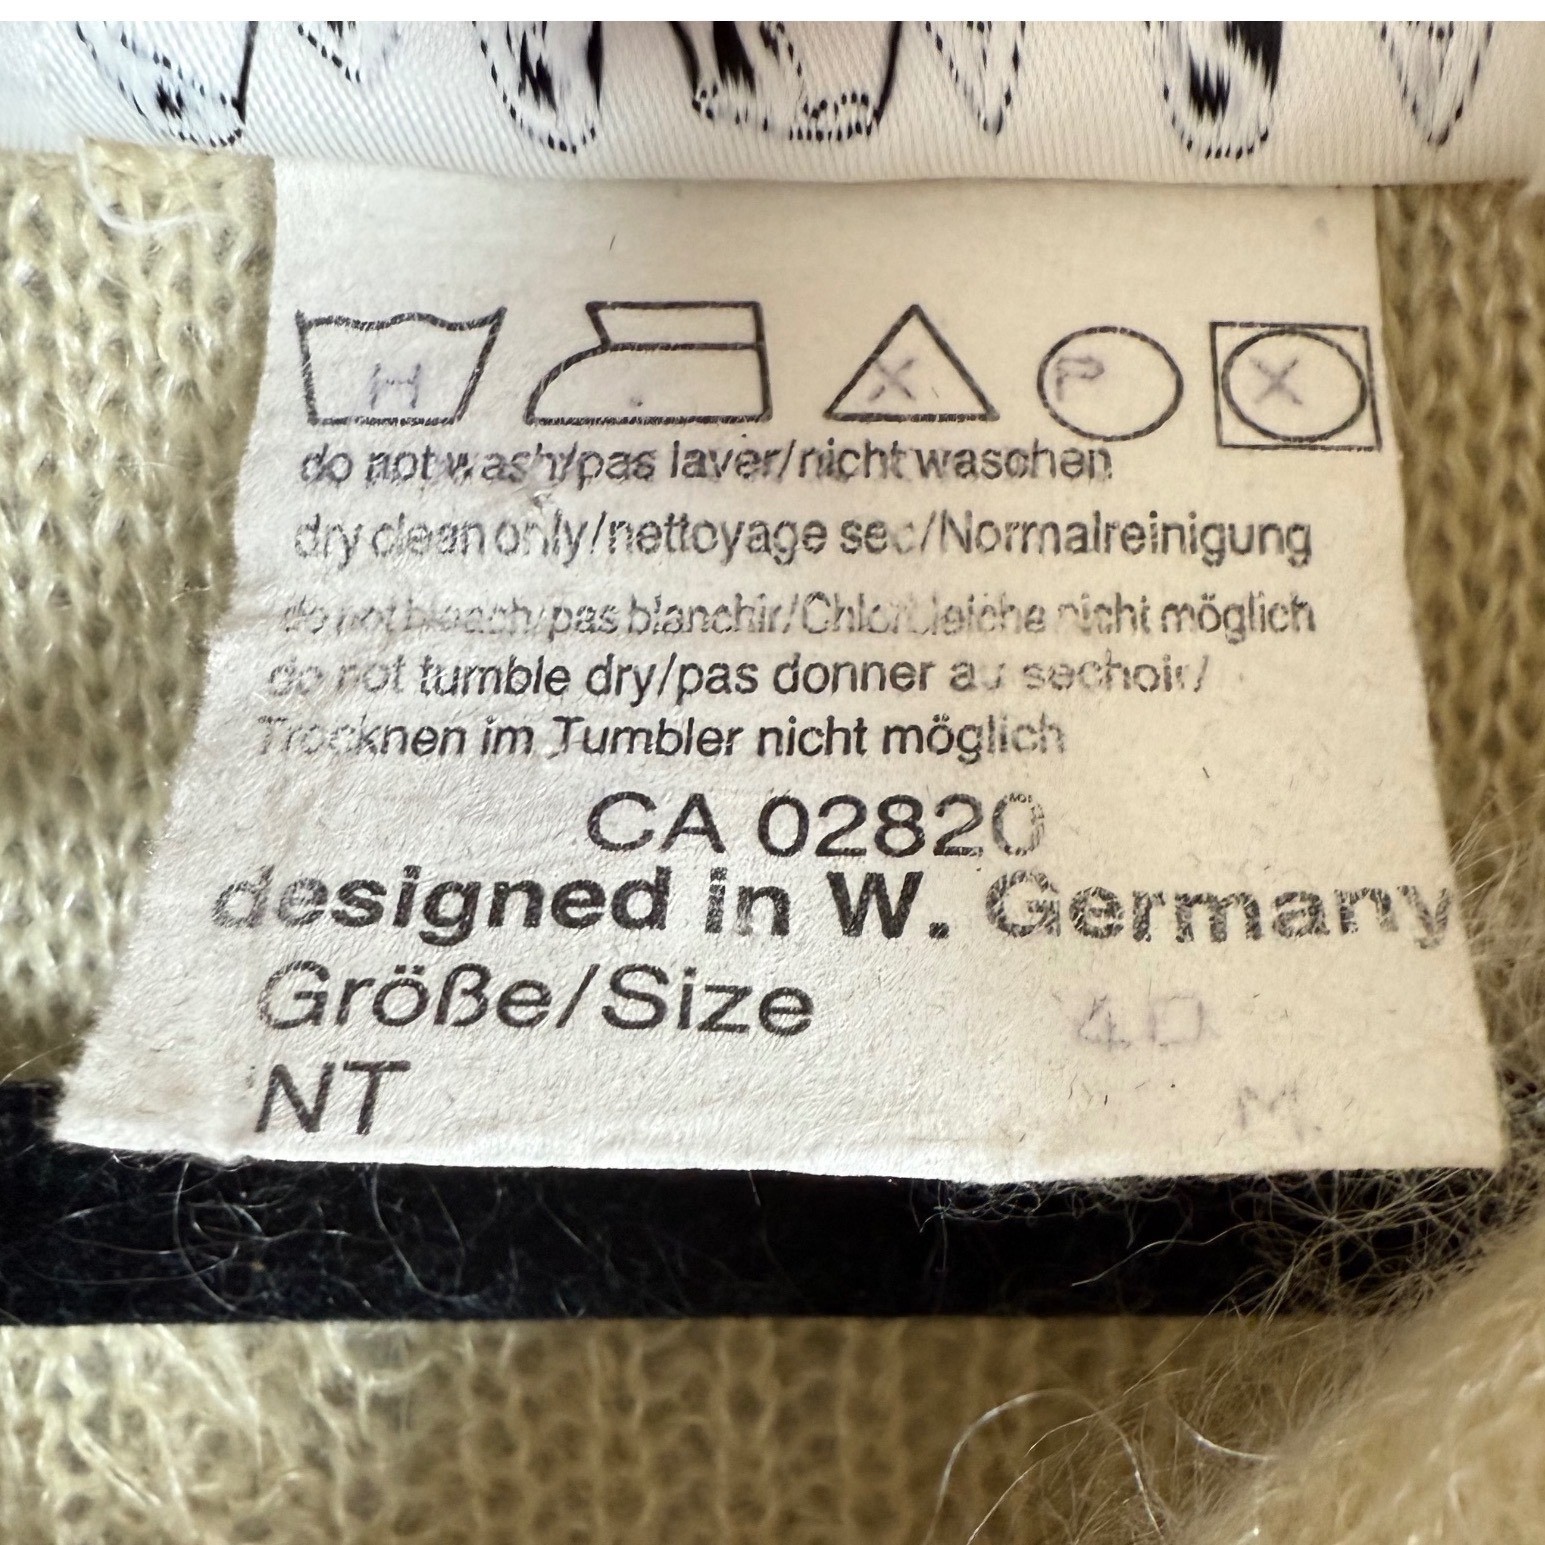 H . X P X
do not wash/pas laver/nicht waschen
dry clean only/nettoyage sec/Normalreinigung
do not bleach/pas blanchir/Chlorbleiche nicht möglich
do not tumble dry/pas donner au sechoir/
Trocknen im Tumbler nicht möglich
CA 02820
designed in W. Germany
Größe/Size 40
NT M